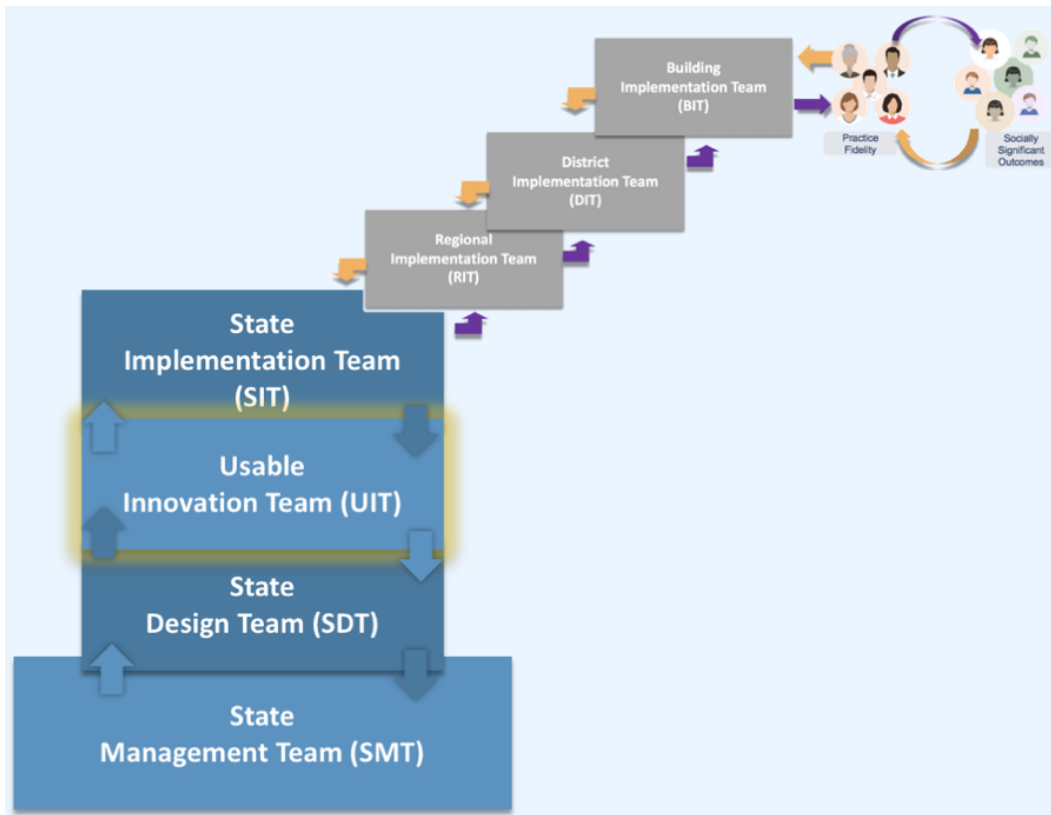 Building
Implementation Team
(BIT)
Practice
Fidelity
Socially
Significant
Outcomes
District
Implementation Team
(DIT)
Regional
Implementation Team
(RIT)
State
Implementation Team
(SIT)
Usable
Innovation Team (UIT)
State
Design Team (SDT)
State
Management Team (SMT)